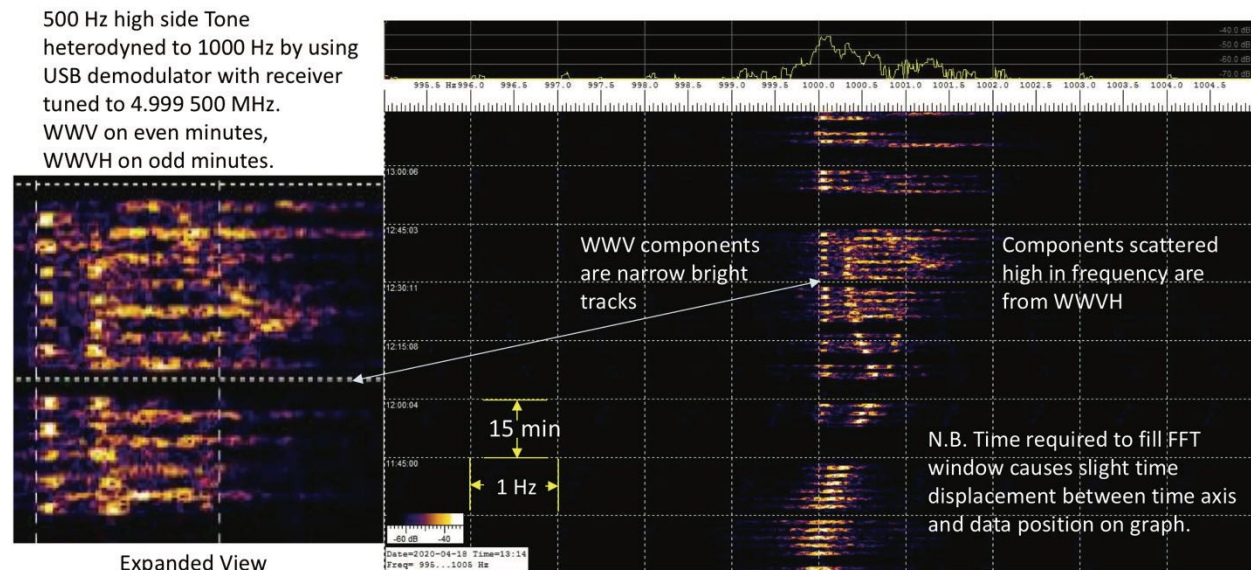 500 Hz high side Tone
heterodyned to 1000 Hz by using
USB demodulator with receiver
tuned to 4.999 500 MHz.
WWV on even minutes,
WWVH on odd minutes.
Expanded View
-40.0 dB
-50.0 dB
-60.0 dB
-70.0 dB
995.5 Hz 996.0 996.5 997.0 997.5 998.0 998.5 999.0 999.5 1000.0 1000.5 1001.0 1001.5 1002.0 1002.5 1003.0 1003.5 1004.0 1004.5
13:00:06
12:45:03
WWV components
are narrow bright
tracks
Components scattered
high in frequency are
from WWVH
12:30:11
12:15:08
12:00:04
15 min
11:45:00
1 Hz
N.B. Time required to fill FFT
window causes slight time
displacement between time axis
and data position on graph.
-60 dB -40
Date=2020-04-18 Time=13:14
Freq= 995...1005 Hz